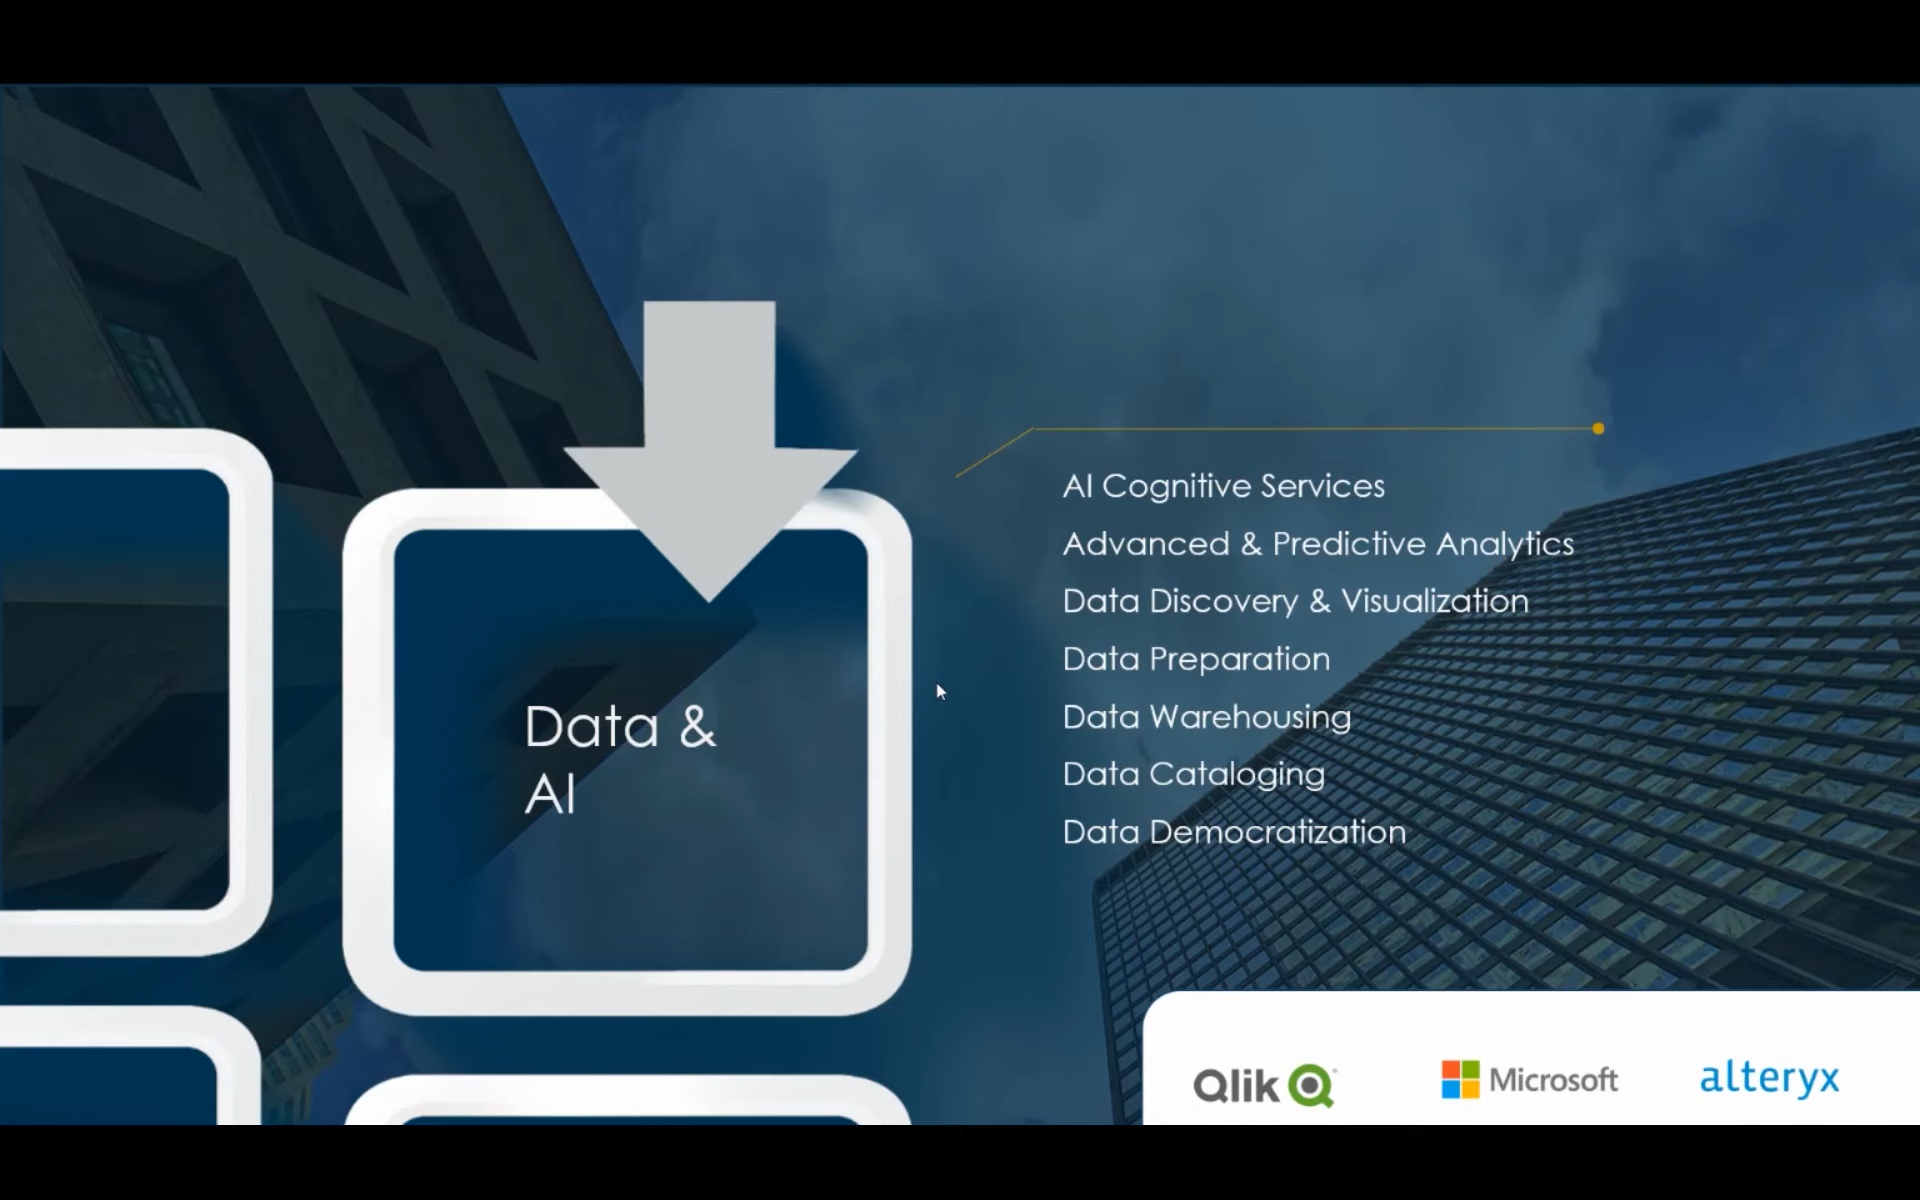 Data &
AI
AI Cognitive Services
Advanced & Predictive Analytics
Data Discovery & Visualization
Data Preparation
Data Warehousing
Data Cataloging
Data Democratization
Qlik
Microsoft
alteryx